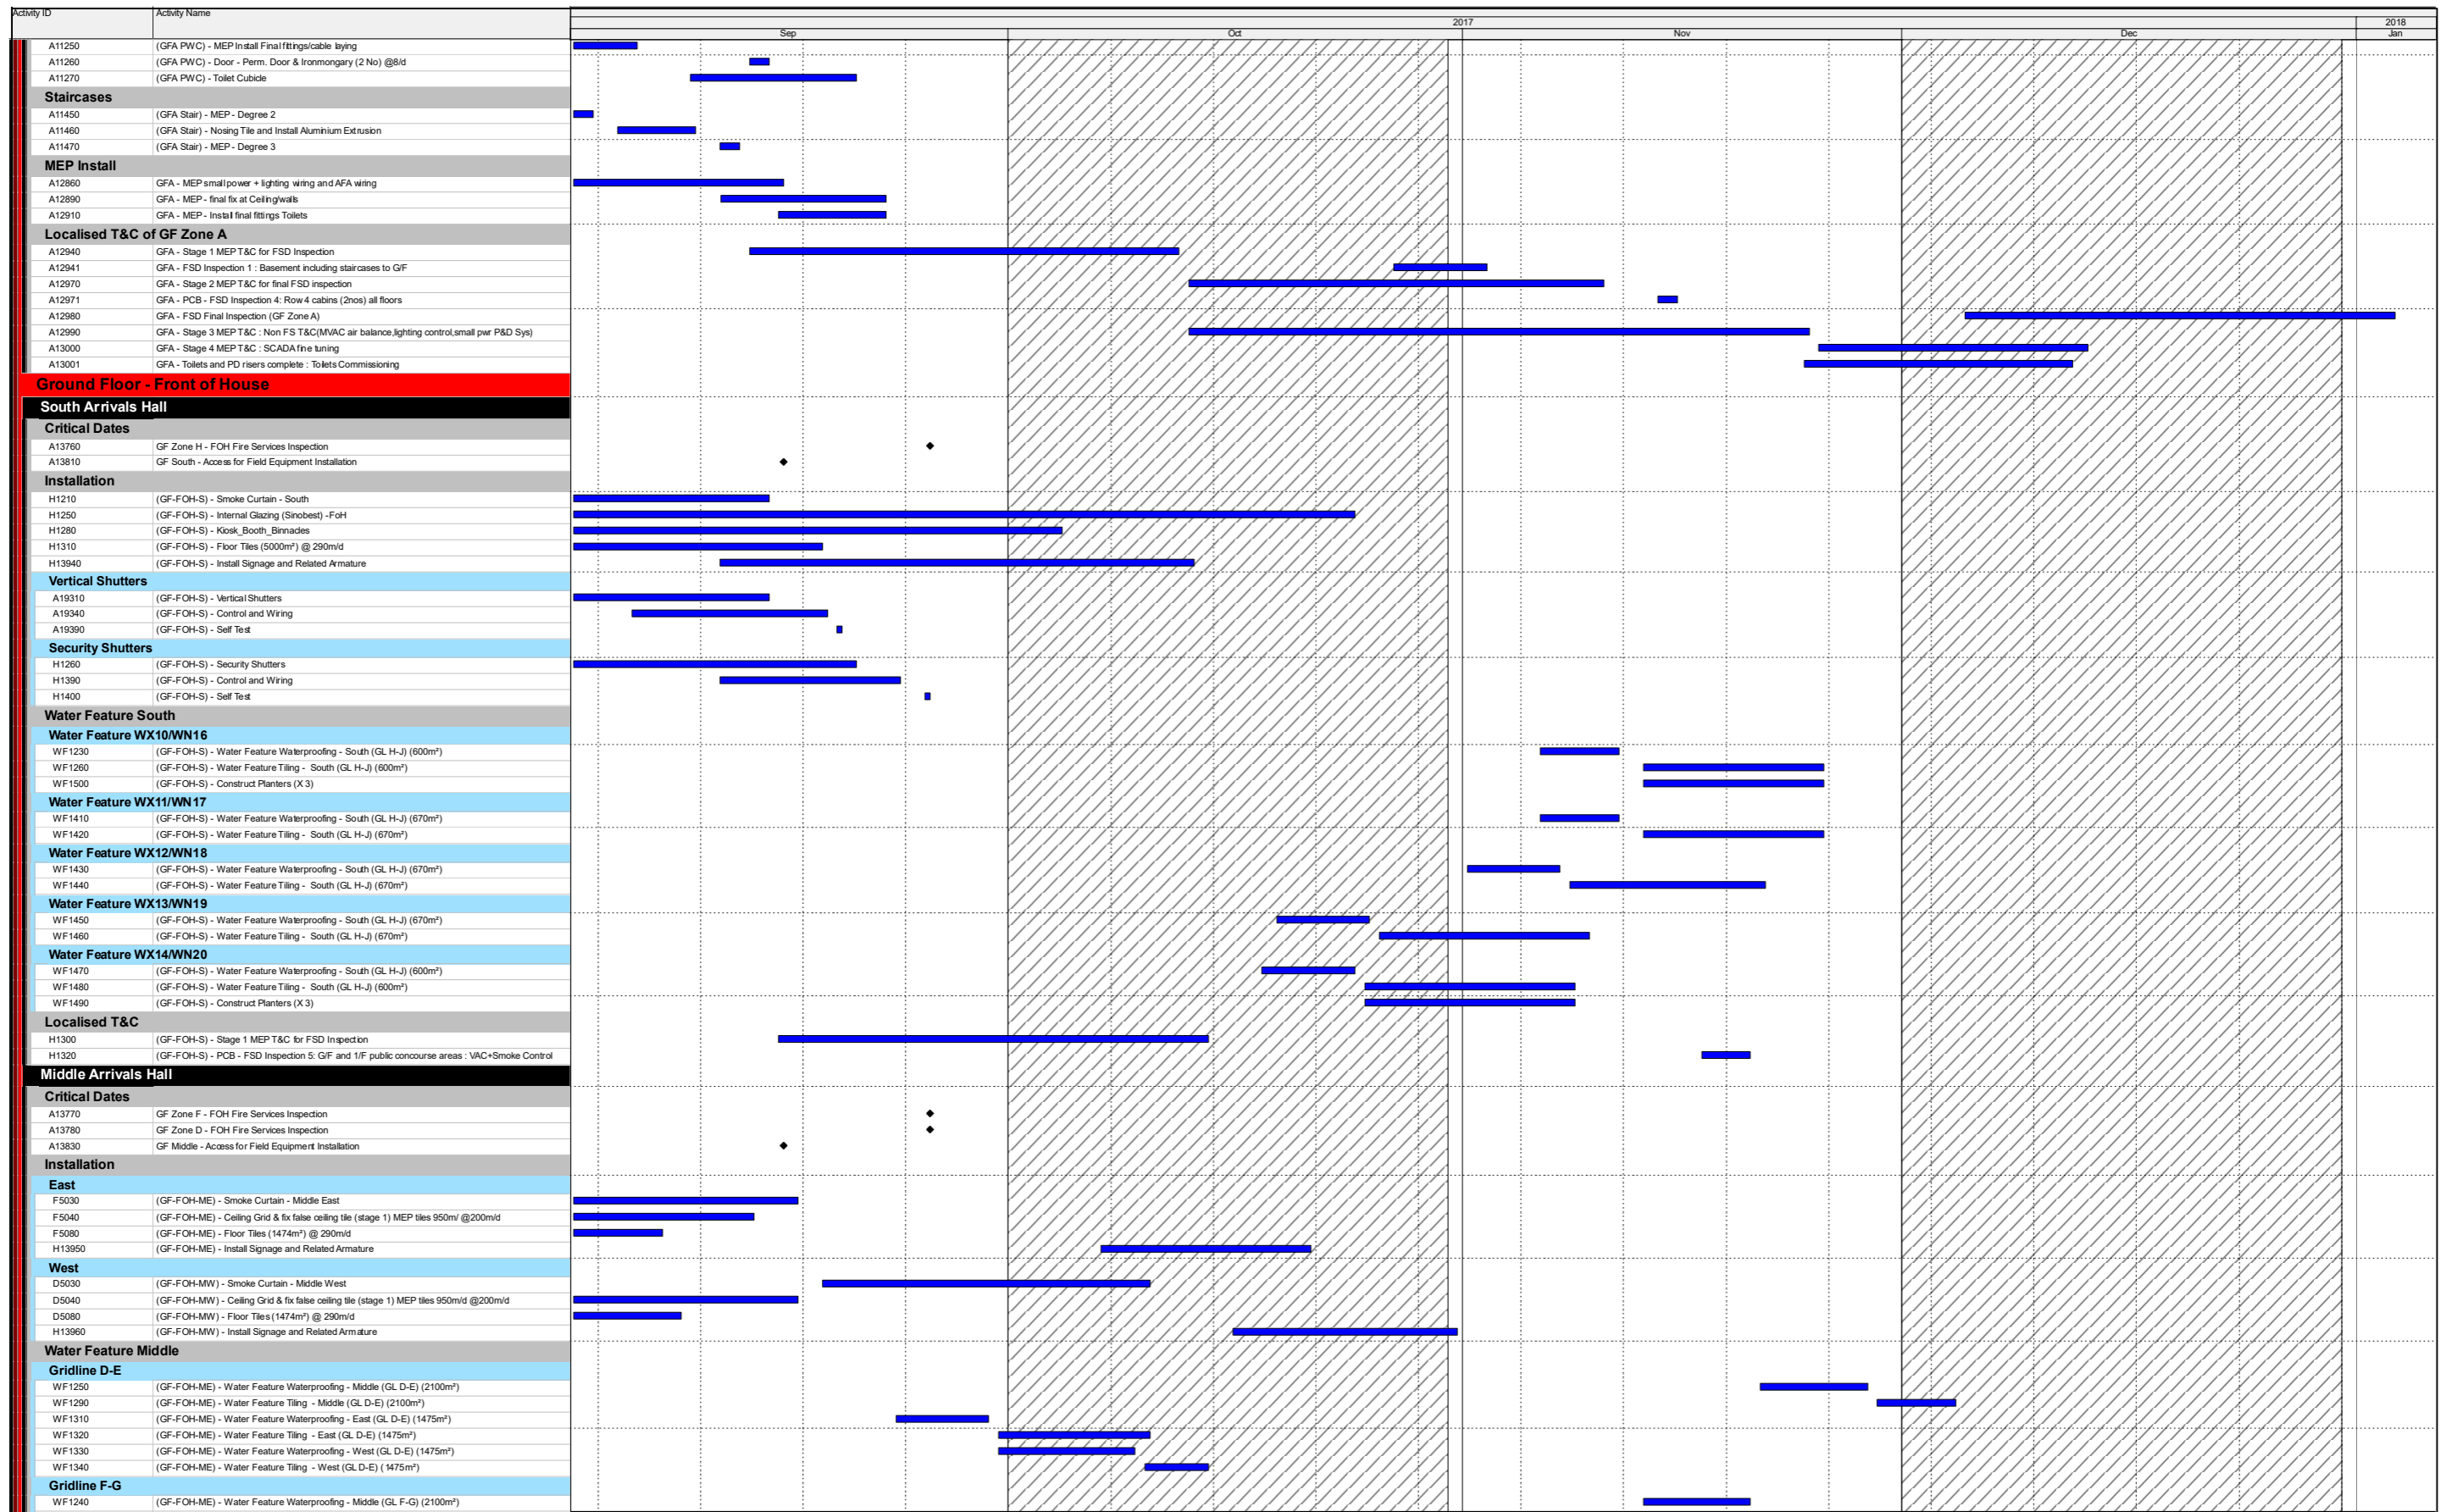 Activity ID Activity Name
2017 2018
Sep Oct Nov Dec Jan
A11250 (GFA PWC) - MEP Install Final fittings/cable laying
A11260 (GFA PWC) - Door - Perm. Door & Ironmongary (2 No) @8/d
A11270 (GFA PWC) - Toilet Cubicle
Staircases
A11450 (GFA Stair) - MEP - Degree 2
A11460 (GFA Stair) - Nosing Tile and Install Aluminium Extrusion
A11470 (GFA Stair) - MEP - Degree 3
MEP Install
A12860 GFA - MEP small power + lighting wiring and AFA wiring
A12890 GFA - MEP - final fix at Ceiling/walls
A12910 GFA - MEP - Install final fittings Toilets
Localised T&C of GF Zone A
A12940 GFA - Stage 1 MEP T&C for FSD Inspection
A12941 GFA - FSD Inspection 1 : Basement including staircases to G/F
A12970 GFA - Stage 2 MEP T&C for final FSD inspection
A12971 GFA - PCB - FSD Inspection 4: Row 4 cabins (2nos) all floors
A12980 GFA - FSD Final Inspection (GF Zone A)
A12990 GFA - Stage 3 MEP T&C : Non FS T&C(MVAC air balance,lighting control,small pwr P&D Sys)
A13000 GFA - Stage 4 MEP T&C : SCADA fine tuning
A13001 GFA - Toilets and PD risers complete : Toilets Commissioning
Ground Floor - Front of House
South Arrivals Hall
Critical Dates
A13760 GF Zone H - FOH Fire Services Inspection
A13810 GF South - Access for Field Equipment Installation
Installation
H1210 (GF-FOH-S) - Smoke Curtain - South
H1250 (GF-FOH-S) - Internal Glazing (Sinobest) -FoH
H1280 (GF-FOH-S) - Kiosk_Booth_Binnacles
H1310 (GF-FOH-S) - Floor Tiles (5000m²) @ 290m/d
H13940 (GF-FOH-S) - Install Signage and Related Armature
Vertical Shutters
A19310 (GF-FOH-S) - Vertical Shutters
A19340 (GF-FOH-S) - Control and Wiring
A19390 (GF-FOH-S) - Self Test
Security Shutters
H1260 (GF-FOH-S) - Security Shutters
H1390 (GF-FOH-S) - Control and Wiring
H1400 (GF-FOH-S) - Self Test
Water Feature South
Water Feature WX10/WN16
WF1230 (GF-FOH-S) - Water Feature Waterproofing - South (GL H-J) (600m²)
WF1260 (GF-FOH-S) - Water Feature Tiling - South (GL H-J) (600m²)
WF1500 (GF-FOH-S) - Construct Planters (X 3)
Water Feature WX11/WN17
WF1410 (GF-FOH-S) - Water Feature Waterproofing - South (GL H-J) (670m²)
WF1420 (GF-FOH-S) - Water Feature Tiling - South (GL H-J) (670m²)
Water Feature WX12/WN18
WF1430 (GF-FOH-S) - Water Feature Waterproofing - South (GL H-J) (670m²)
WF1440 (GF-FOH-S) - Water Feature Tiling - South (GL H-J) (670m²)
Water Feature WX13/WN19
WF1450 (GF-FOH-S) - Water Feature Waterproofing - South (GL H-J) (670m²)
WF1460 (GF-FOH-S) - Water Feature Tiling - South (GL H-J) (670m²)
Water Feature WX14/WN20
WF1470 (GF-FOH-S) - Water Feature Waterproofing - South (GL H-J) (600m²)
WF1480 (GF-FOH-S) - Water Feature Tiling - South (GL H-J) (600m²)
WF1490 (GF-FOH-S) - Construct Planters (X 3)
Localised T&C
H1300 (GF-FOH-S) - Stage 1 MEP T&C for FSD Inspection
H1320 (GF-FOH-S) - PCB - FSD Inspection 5: G/F and 1/F public concourse areas : VAC+Smoke Control
Middle Arrivals Hall
Critical Dates
A13770 GF Zone F - FOH Fire Services Inspection
A13780 GF Zone D - FOH Fire Services Inspection
A13830 GF Middle - Access for Field Equipment Installation
Installation
East
F5030 (GF-FOH-ME) - Smoke Curtain - Middle East
F5040 (GF-FOH-ME) - Ceiling Grid & fix false ceiling tile (stage 1) MEP tiles 950m/ @200m/d
F5080 (GF-FOH-ME) - Floor Tiles (1474m²) @ 290m/d
H13950 (GF-FOH-ME) - Install Signage and Related Armature
West
D5030 (GF-FOH-MW) - Smoke Curtain - Middle West
D5040 (GF-FOH-MW) - Ceiling Grid & fix false ceiling tile (stage 1) MEP tiles 950m/d @200m/d
D5080 (GF-FOH-MW) - Floor Tiles (1474m²) @ 290m/d
H13960 (GF-FOH-MW) - Install Signage and Related Armature
Water Feature Middle
Gridline D-E
WF1250 (GF-FOH-ME) - Water Feature Waterproofing - Middle (GL D-E) (2100m²)
WF1290 (GF-FOH-ME) - Water Feature Tiling - Middle (GL D-E) (2100m²)
WF1310 (GF-FOH-ME) - Water Feature Waterproofing - East (GL D-E) (1475m²)
WF1320 (GF-FOH-ME) - Water Feature Tiling - East (GL D-E) (1475m²)
WF1330 (GF-FOH-ME) - Water Feature Waterproofing - West (GL D-E) (1475m²)
WF1340 (GF-FOH-ME) - Water Feature Tiling - West (GL D-E) (1475m²)
Gridline F-G
WF1240 (GF-FOH-ME) - Water Feature Waterproofing - Middle (GL F-G) (2100m²)